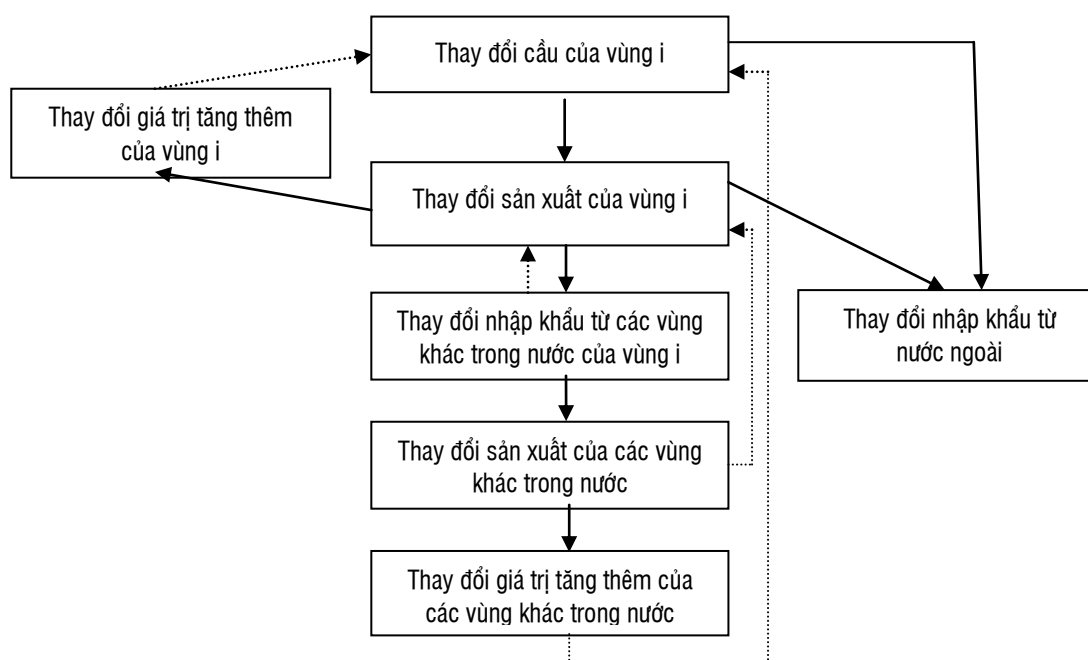 Thay đổi cầu của vùng i
Thay đổi giá trị tăng thêm
của vùng i
Thay đổi sản xuất của vùng i
Thay đổi nhập khẩu từ các vùng
khác trong nước của vùng i
Thay đổi nhập khẩu từ
nước ngoài
Thay đổi sản xuất của các vùng
khác trong nước
Thay đổi giá trị tăng thêm của
các vùng khác trong nước